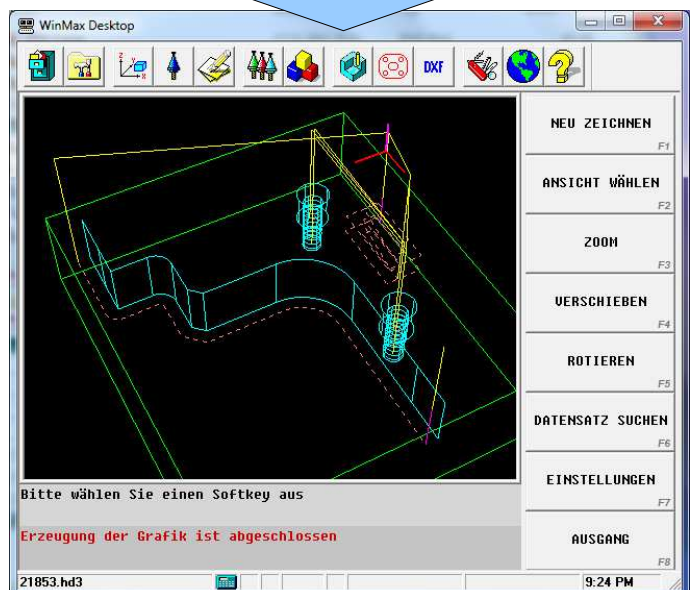 WinMax Desktop
DXF
z
y
x
NEU ZEICHNEN
F1
ANSICHT WÄHLEN
F2
ZOOM
F3
VERSCHIEBEN
F4
ROTIEREN
F5
DATENSATZ SUCHEN
F6
EINSTELLUNGEN
F7
AUSGANG
F8
Bitte wählen Sie einen Softkey aus
Erzeugung der Grafik ist abgeschlossen
21853.hd3
9:24 PM